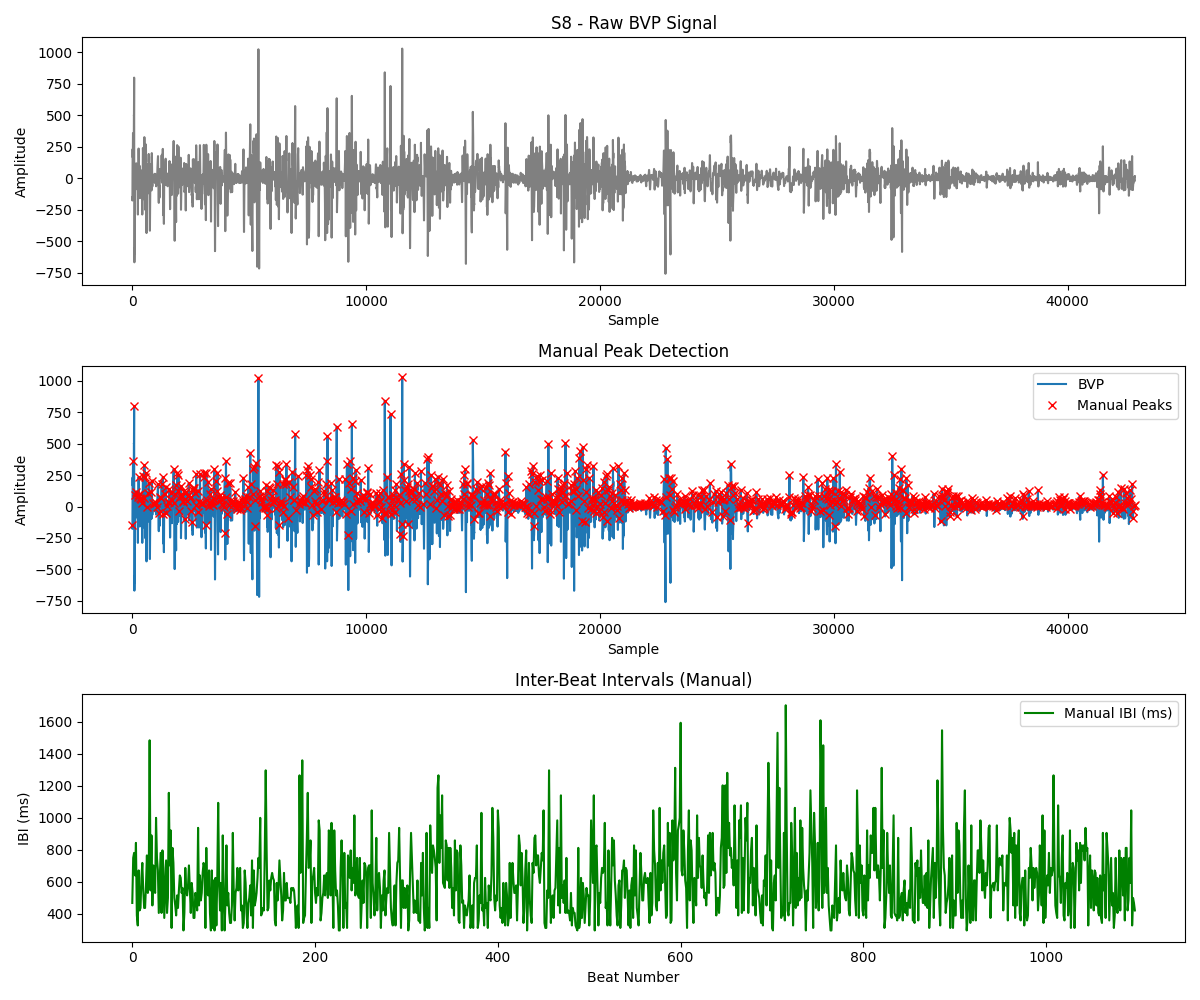 S8 - Raw BVP Signal
1000
750
500
250
0
−250
−500
−750
Amplitude
0 10000 20000 30000 40000
Sample
Manual Peak Detection
1000
750
500
250
0
−250
−500
−750
Amplitude
BVP
Manual Peaks
0 10000 20000 30000 40000
Sample
Inter-Beat Intervals (Manual)
1600
1400
1200
1000
800
600
400
IBI (ms)
Manual IBI (ms)
0 200 400 600 800 1000
Beat Number